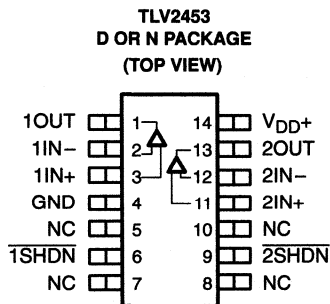 TLV2453
D OR N PACKAGE
(TOP VIEW)
1OUT 1 14 VDD+
1IN− 2 13 2OUT
1IN+ 3 12 2IN−
GND 4 11 2IN+
NC 5 10 NC
1SHDN 6 9 2SHDN
NC 7 8 NC